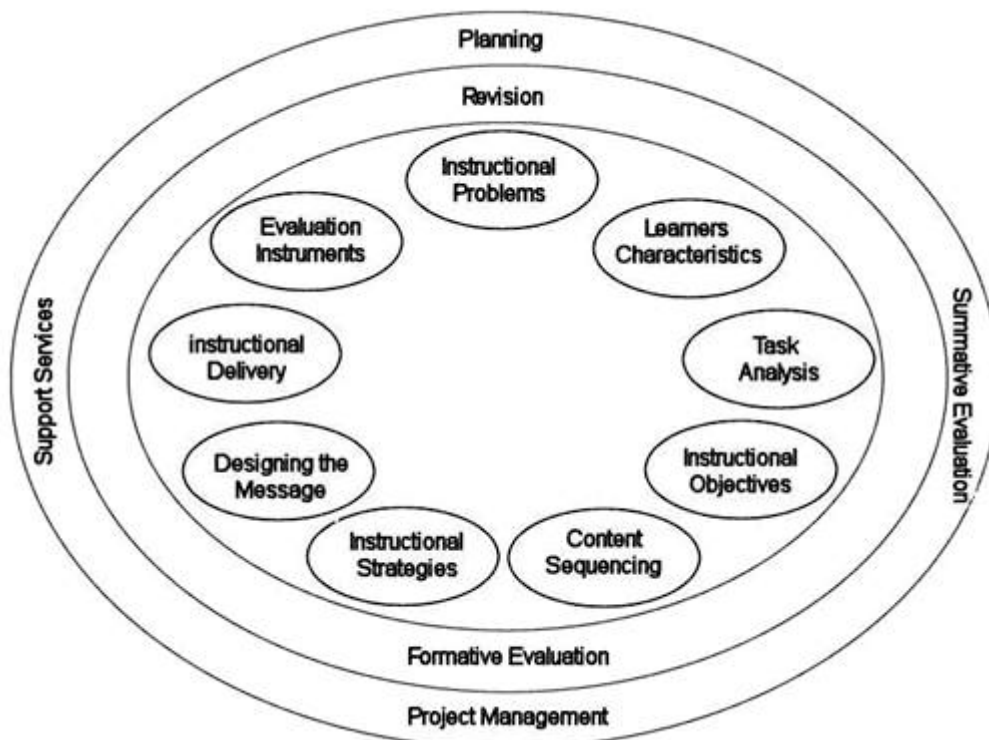 Planning
Revision
Instructional
Problems
Learners
Characteristics
Task
Analysis
Instructional
Objectives
Content
Sequencing
Instructional
Strategies
Designing the
Message
instructional
Delivery
Evaluation
Instruments
Support Services
Summative Evaluation
Formative Evaluation
Project Management